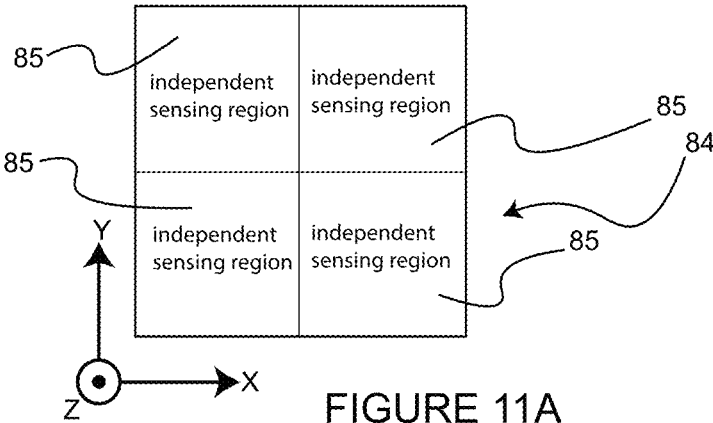 85
independent
sensing region
independent
sensing region
85
84
85
independent
sensing region
independent
sensing region
85
Y
X
Z
FIGURE 11A